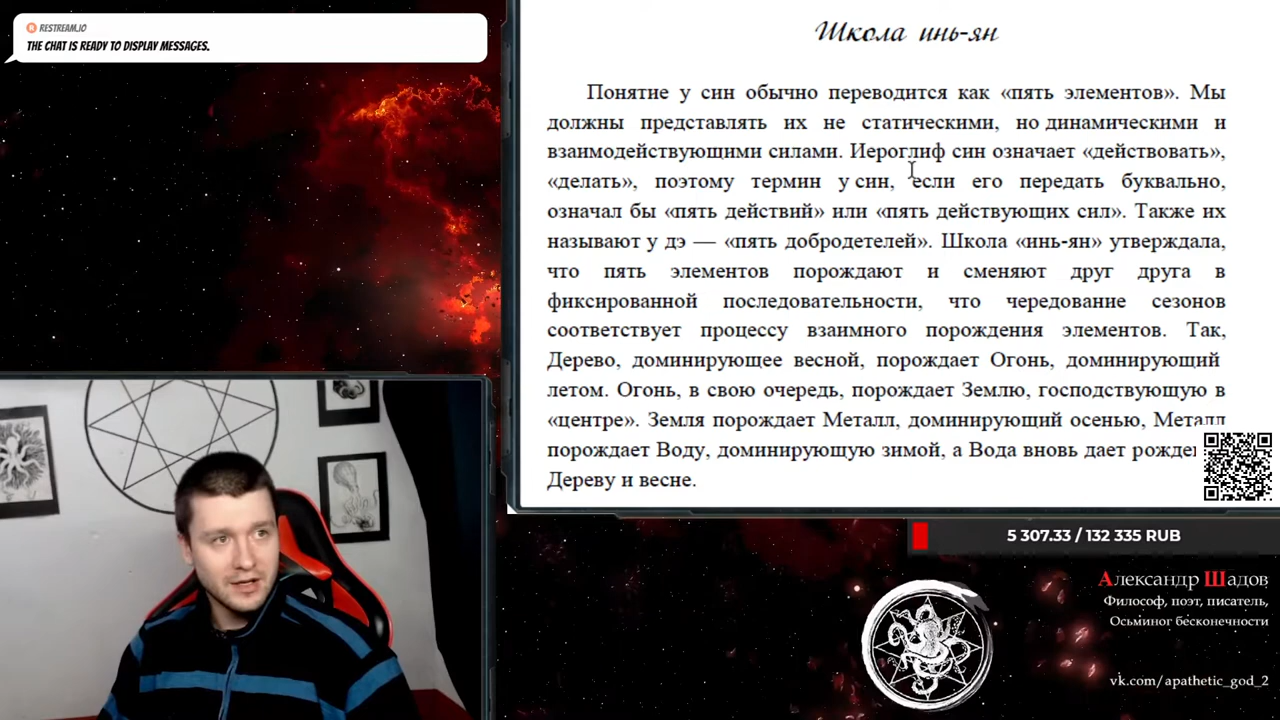 RESTREAM.IO
THE CHAT IS READY TO DISPLAY MESSAGES.
Школа инь-ян
Понятие у син обычно переводится как «пять элементов». Мы
должны представлять их не статическими, но динамическими и
взаимодействующими силами. Иероглиф син означает «действовать»,
«делать», поэтому термин у син, если его передать буквально,
означал бы «пять действий» или «пять действующих сил». Также их
называют у дэ — «пять добродетелей». Школа «инь-ян» утверждала,
что пять элементов порождают и сменяют друг друга в
фиксированной последовательности, что чередование сезонов
соответствует процессу взаимного порождения элементов. Так,
Дерево, доминирующее весной, порождает Огонь, доминирующий
летом. Огонь, в свою очередь, порождает Землю, господствующую в
«центре». Земля порождает Металл, доминирующий осенью, Металл
порождает Воду, доминирующую зимой, а Вода вновь дает рожде
Дереву и весне.
5 307.33 / 132 335 RUB
Александр Шадов
Философ, поэт, писатель,
Осьминог бесконечности
vk.com/apathetic_god_2